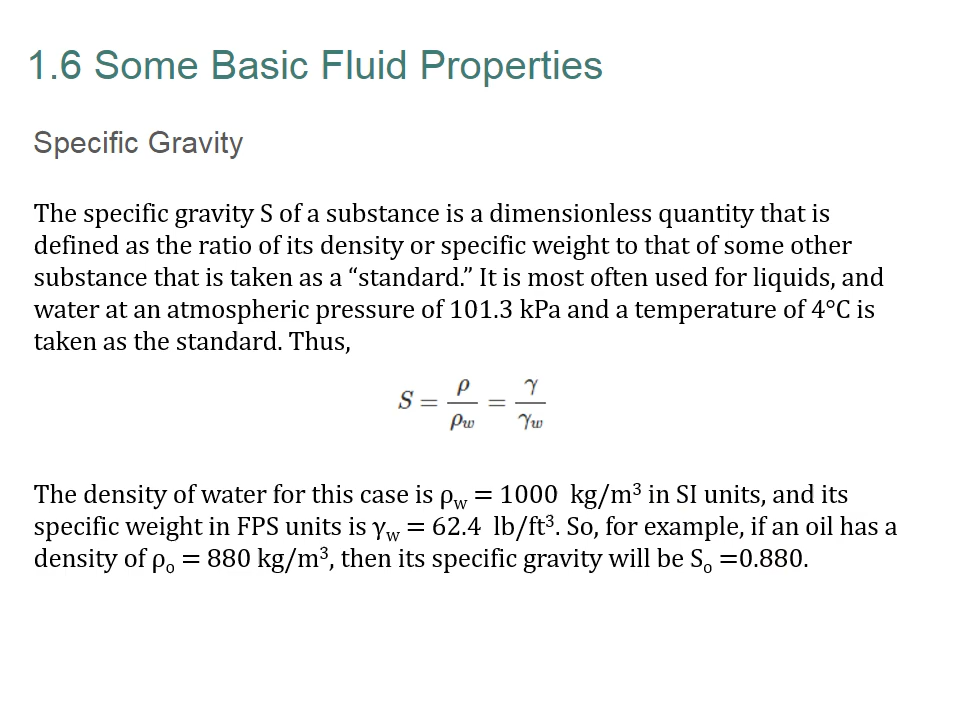 1.6 Some Basic Fluid Properties
Specific Gravity
The specific gravity S of a substance is a dimensionless quantity that is
defined as the ratio of its density or specific weight to that of some other
substance that is taken as a “standard.” It is most often used for liquids, and
water at an atmospheric pressure of 101.3 kPa and a temperature of 4°C is
taken as the standard. Thus,
S = ρ/ρw = γ/γw
The density of water for this case is ρw = 1000 kg/m³ in SI units, and its
specific weight in FPS units is γw = 62.4 lb/ft³. So, for example, if an oil has a
density of ρo = 880 kg/m³, then its specific gravity will be So =0.880.